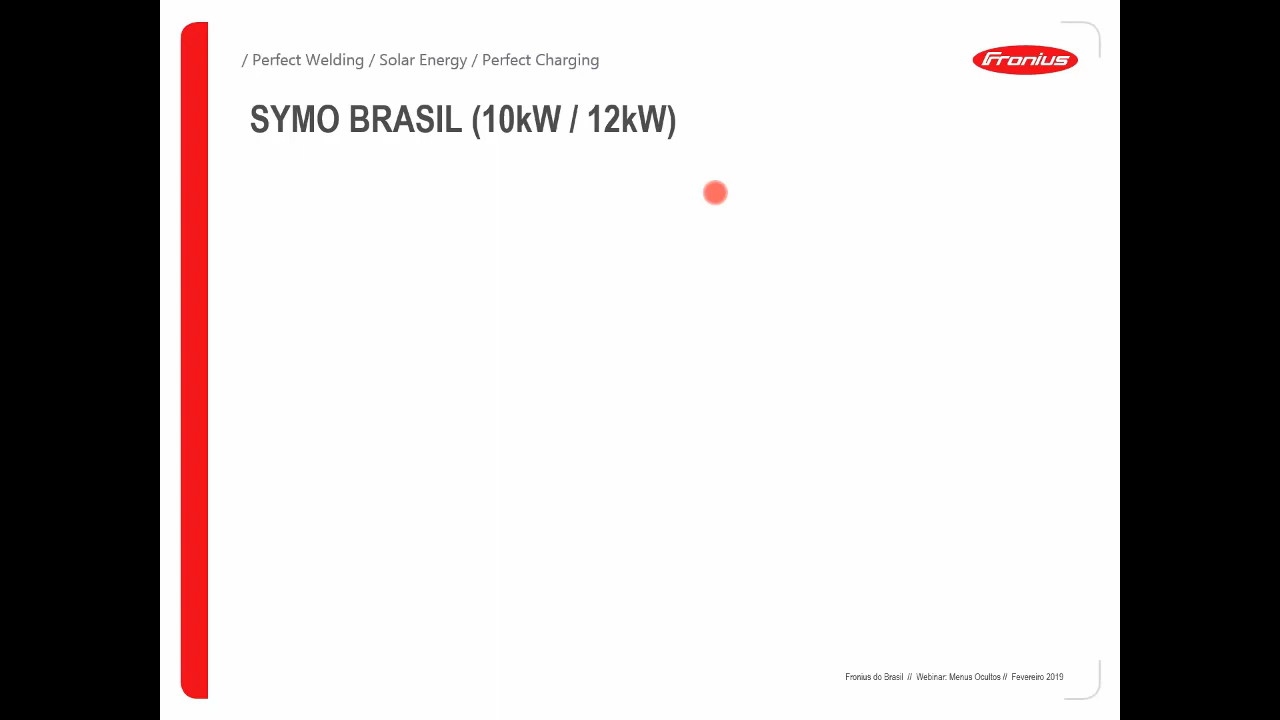 / Perfect Welding / Solar Energy / Perfect Charging
Fronius
SYMO BRASIL (10kW / 12kW)
Fronius do Brasil // Webinar: Menus Ocultos // Fevereiro 2019